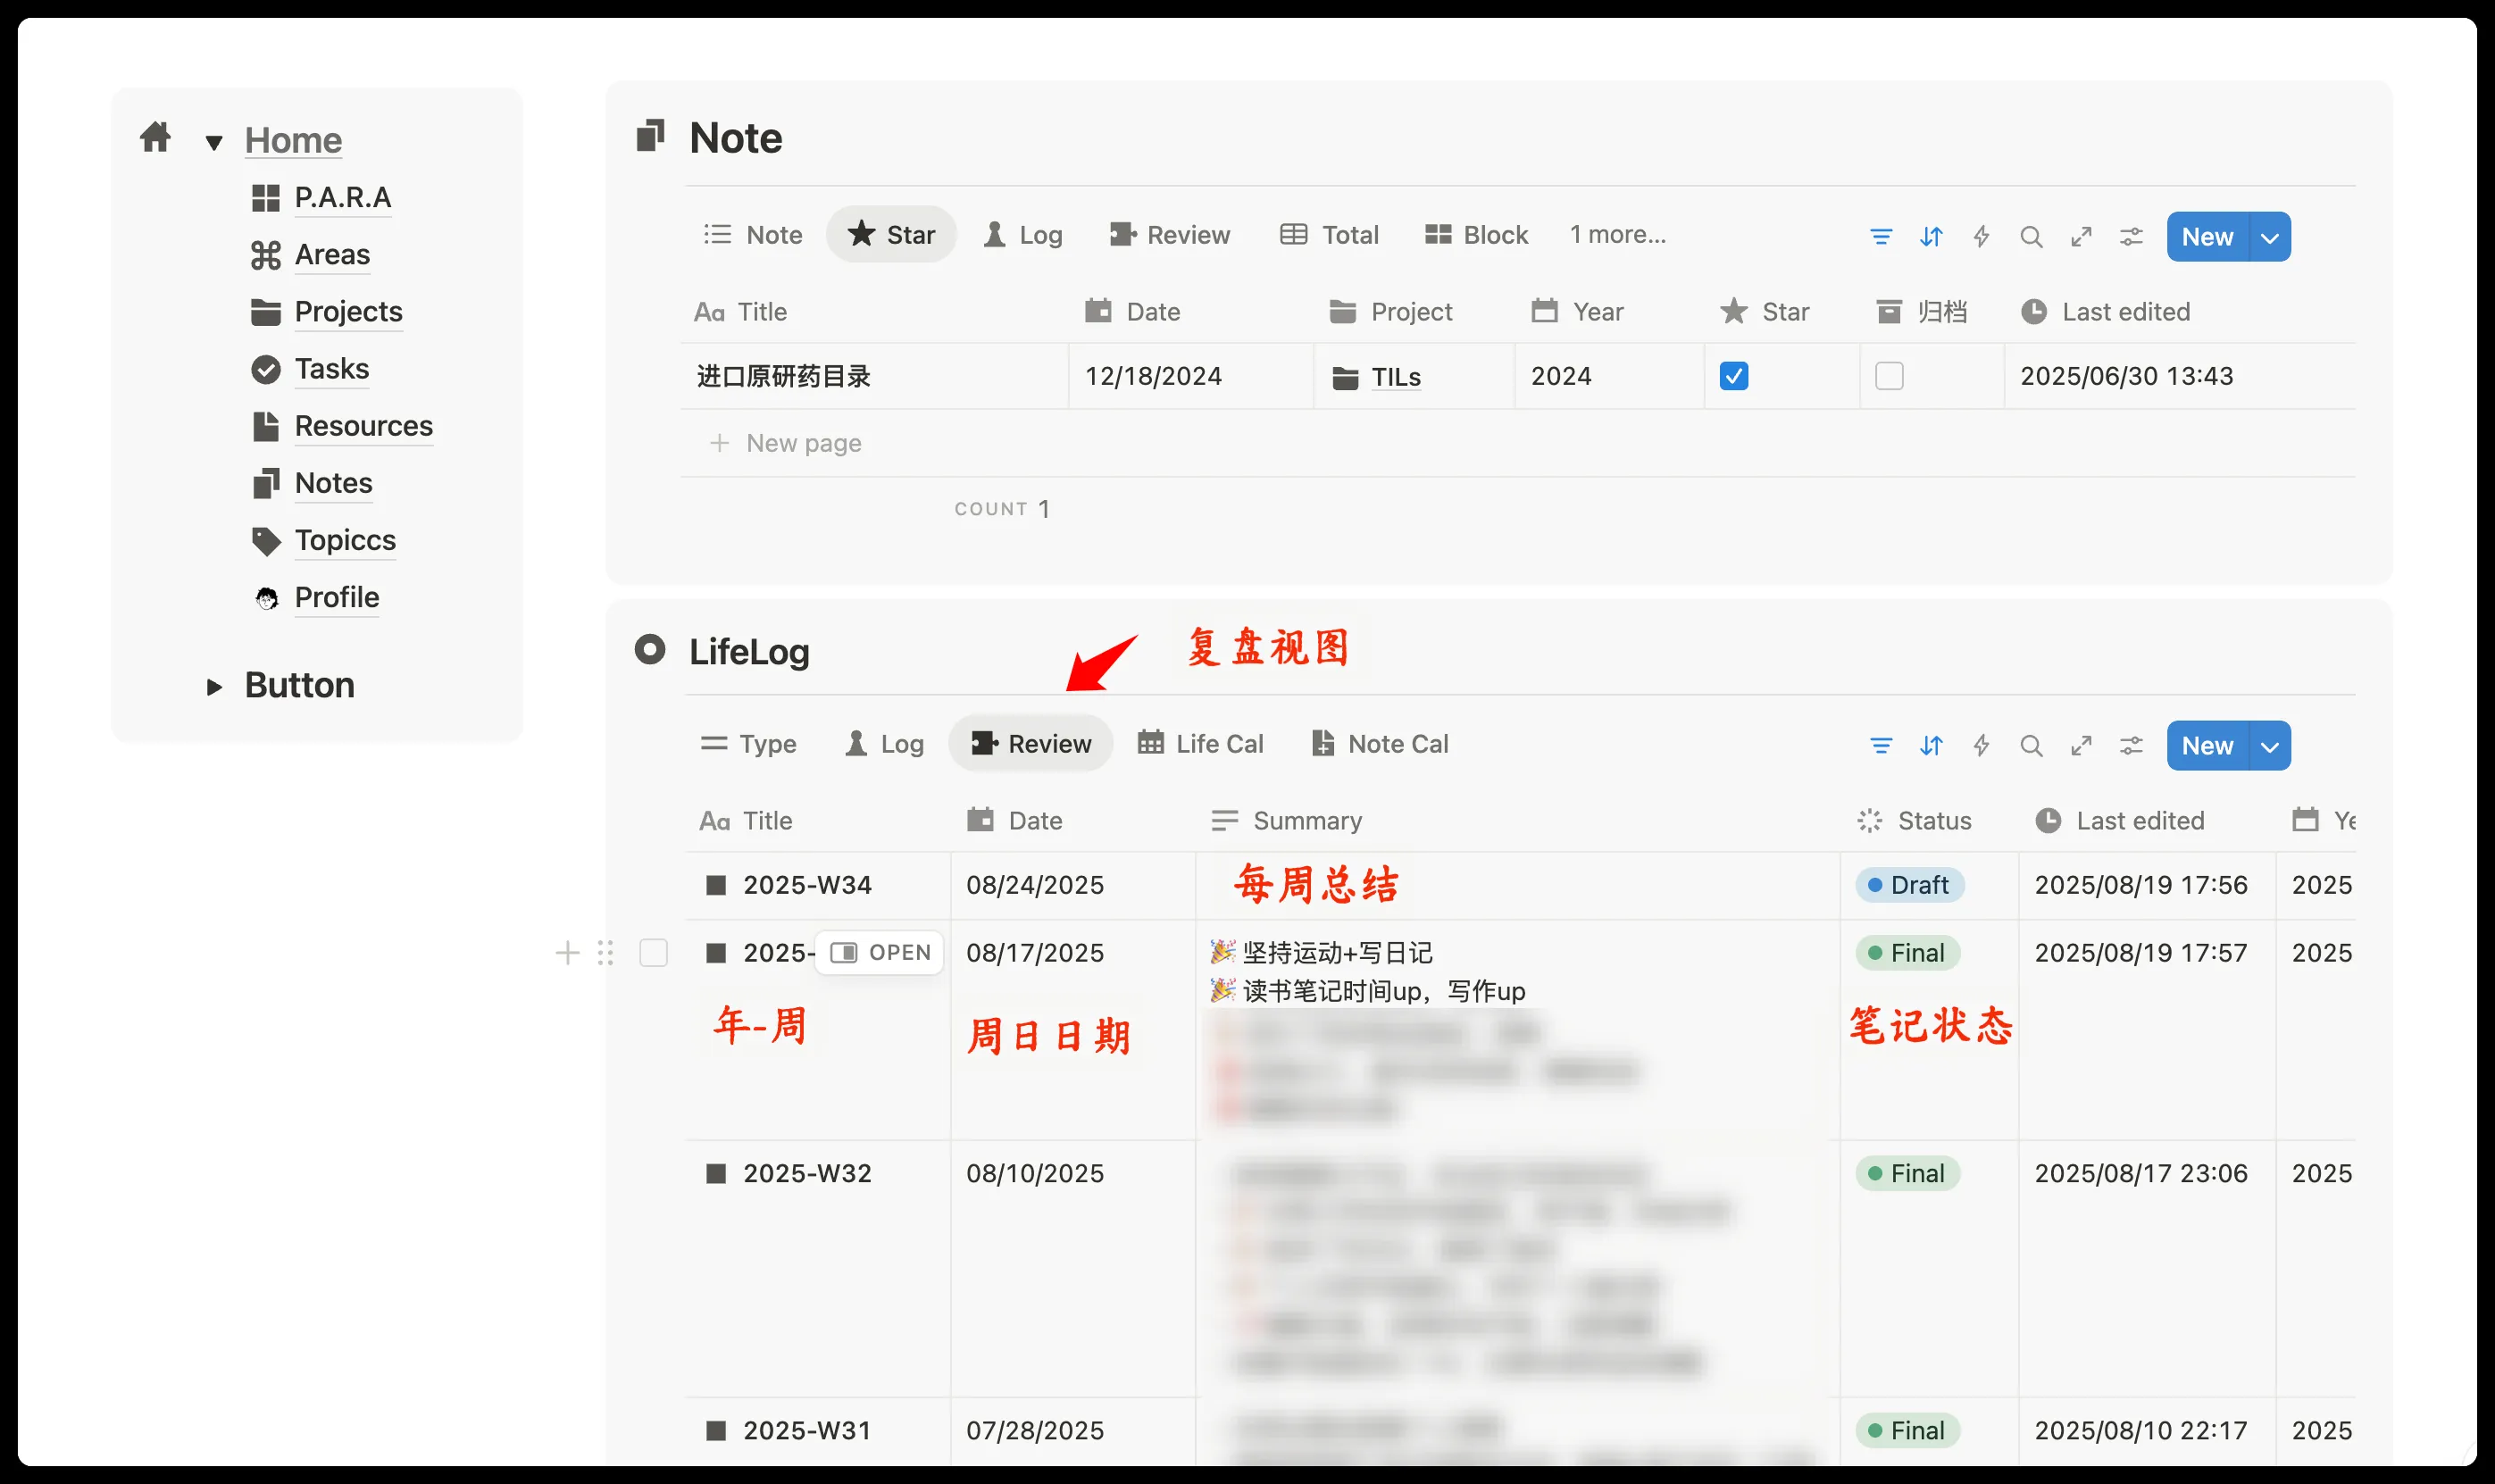 Home
P.A.R.A
Areas
Projects
Tasks
Resources
Notes
Topiccs
Profile
Button
Note
Note Star Log Review Total Block 1 more... New
Aa Title Date Project Year Star 归档 Last edited
进口原研药目录 12/18/2024 TILs 2024 2025/06/30 13:43
New page
COUNT 1
LifeLog 复盘视图
Type Log Review Life Cal Note Cal New
Aa Title Date Summary Status Last edited
2025-W34 08/24/2025 每周总结 Draft 2025/08/19 17:56 2025
2025- OPEN 08/17/2025 🎉 坚持运动+写日记 Final 2025/08/19 17:57 2025
🎉 读书笔记时间up，写作up
年-周 周日日期 笔记状态
2025-W32 08/10/2025 Final 2025/08/17 23:06 2025
2025-W31 07/28/2025 Final 2025/08/10 22:17 2025